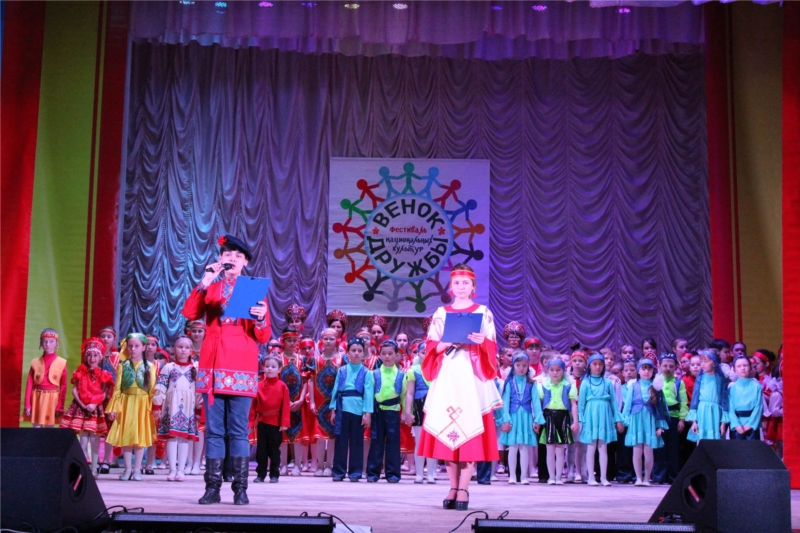 ВЕНОК
фестиваль
национальных
культур
ДРУЖБЫ